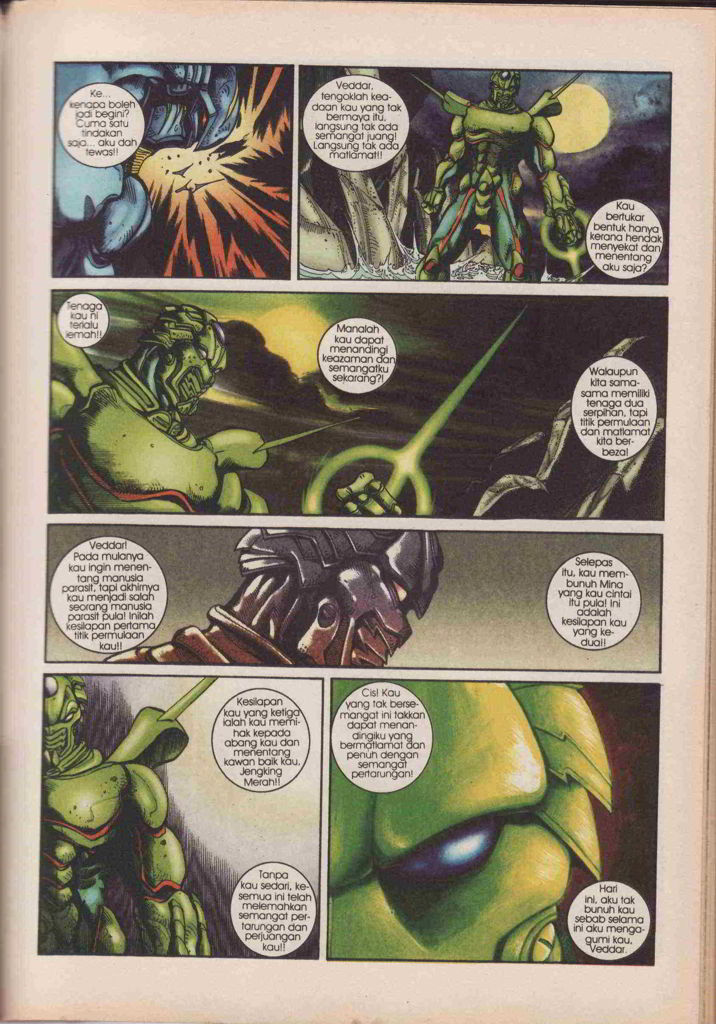 Ke...
kenapa boleh
jadi begini?
Cuma satu
tindakan
saja... aku dah
tewas!!
Veddar,
tengoklah kea-
daan kau yang tak
bermaya itu,
langsung tak ada
semangat juang!
Langsung tak ada
matlamat!!
Kau
bertukar
bentuk hanya
kerana hendak
menyekat dan
menentang
aku saja?
Tenaga
kau ni
terlalu
lemah!!
Manalah
kau dapat
menandingi
keazaman dan
semangatku
sekarang?!
Walaupun
kita sama-
sama memiliki
tenaga dua
serpihan, tapi
titik permulaan
dan matlamat
kita ber-
beza!
Veddar!
Pada mulanya
kau ingin menen-
tang manusia
parasit, tapi akhirnya
kau menjadi salah
seorang manusia
parasit pula! Inilah
kesilapan pertama
titik permulaan
kau!!
Selepas
itu, kau mem-
bunuh Mina
yang kau cintai
itu pula! Ini
adalah
kesilapan kau
yang ke-
dua!!
Kesilapan
kau yang ketiga
ialah kau memi-
hak kepada
abang kau dan
menentang
kawan baik kau,
Jengking
Merah!!
Tanpa
kau sedari, ke-
semua ini telah
melemahkan
semangat per-
tarungan dan
perjuangan
kau!!
Cis! Kau
yang tak berse-
mangat ini takkan
dapat menan-
dingiku yang
bermatlamat dan
penuh dengan
semangat
pertarungan!
Hari
ini, aku tak
bunuh kau
sebab selama
ini aku menga-
gumi kau,
Veddar.